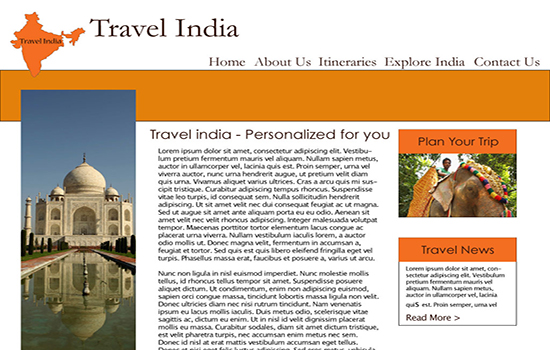 Travel India
Travel India
Home About Us Itineraries Explore India Contact Us
Travel india - Personalized for you
Lorem ipsum dolor sit amet, consectetur adipiscing elit. Vestibu-
lum pretium fermentum mauris vel aliquam. Nullam sapien metus,
auctor in ullamcorper vel, lacinia quis est. Proin semper, urna vel
viverra auctor, nunc urna hendrerit augue, ut pretium velit diam
quis urna. Vivamus aliquet varius ultrices. Cras a arcu quis mi sus-
cipit tristique. Curabitur adipiscing tempus rhoncus. Suspendisse
vitae leo turpis, id consequat sem. Nulla sollicitudin hendrerit
adipiscing. Ut sit amet velit nec dui consequat feugiat ac ut magna.
Sed ut augue sit amet ante aliquam porta eu eu odio. Aenean sit
amet velit nec velit rhoncus adipiscing. Integer malesuada volutpat
tempor. Maecenas porttitor tortor elementum lacus congue ac
placerat urna viverra. Nullam vestibulum iaculis lorem, a auctor
odio mollis ut. Donec magna velit, fermentum in accumsan a,
feugiat et tortor. Sed quis est quis libero eleifend fringilla eget vel
turpis. Phasellus massa erat, faucibus et posuere a, varius ut arcu.
Nunc non ligula in nisl euismod imperdiet. Nunc molestie mollis
tellus, id rhoncus tellus tempor sit amet. Suspendisse posuere
aliquet dictum. Ut condimentum, enim non adipiscing euismod,
sapien orci congue massa, tincidunt lobortis massa ligula non velit.
Donec ultricies diam nec nisi rutrum tincidunt. Nam venenatis
ipsum eu lacus mollis iaculis. Duis metus odio, scelerisque vitae
sagittis ac, dictum eu enim. Ut in nisl id velit dignissim placerat
mollis eu massa. Curabitur sodales, diam sit amet dictum tristique,
est velit pharetra turpis, nec accumsan enim metus nec sem.
Donec id nisl at erat mattis vestibulum accumsan eget tellus.
Plan Your Trip
Travel News
Lorem ipsum dolor sit amet, con-
sectetur adipiscing elit. Vestibulum
pretium fermentum mauris vel
aliquam. Nullam sapien metus,
auctor in ullamcorper vel, lacinia
quis est. Proin semper, urna vel
Read More >